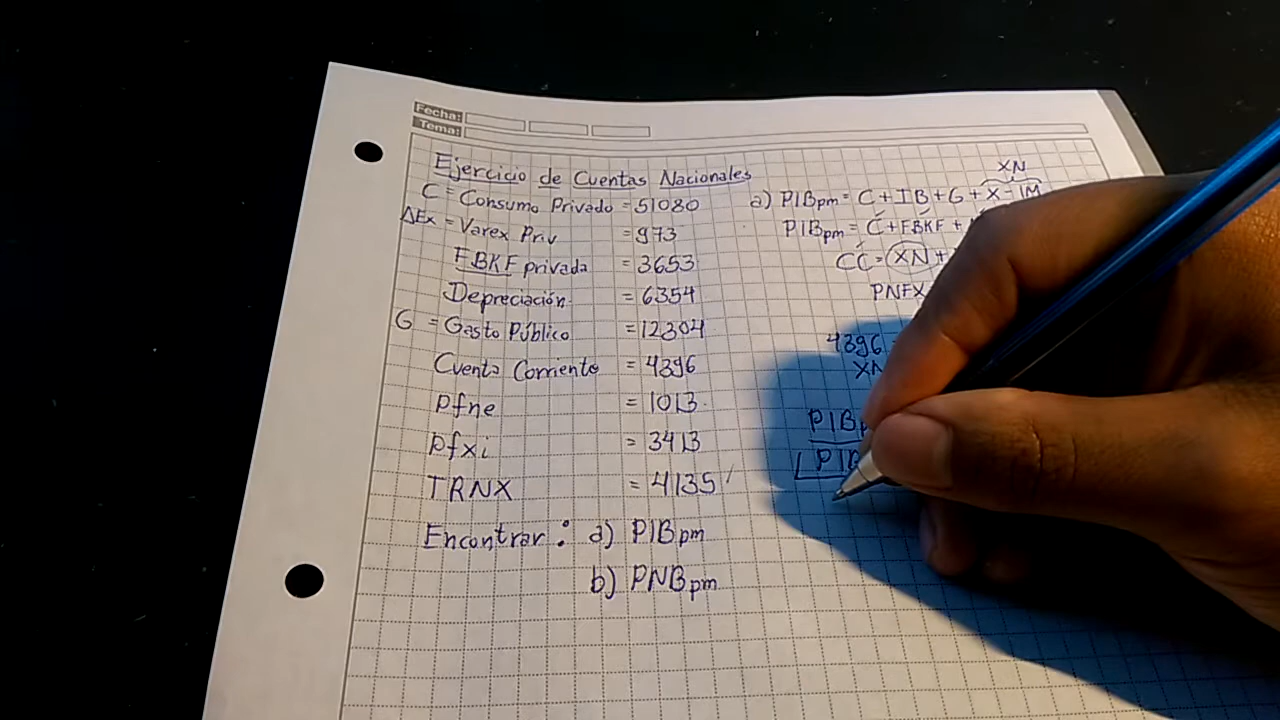 Fecha:
Tema:
Ejercicio de Cuentas Nacionales
C = Consumo Privado = 51080
ΔEx = Varex Priv = 973
FBKF privada = 3653
Depreciación = 6354
G = Gasto Público = 12304
Cuenta Corriente = 4396
Pfne = 1013
Pfxi = 3413
TRNX = 4135
Encontrar : a) PIBpm
b) PNBpm
XN
a) PIBpm = C + IB + G + X - IM
PIBpm = C + FBKF +
CC = XN +
PNFX
4396